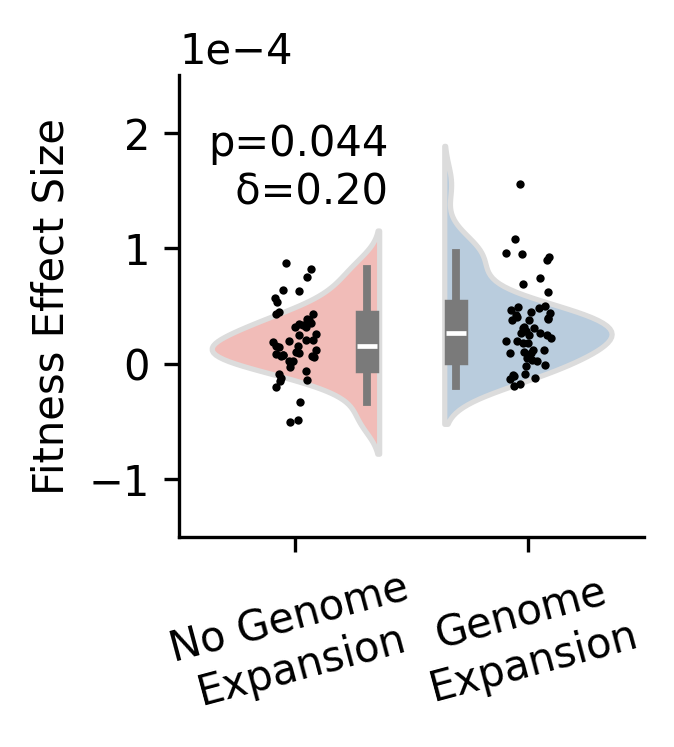 1e−4
Fitness Effect Size
2
1
0
−1
p=0.044
δ=0.20
No Genome
Expansion
Genome
Expansion